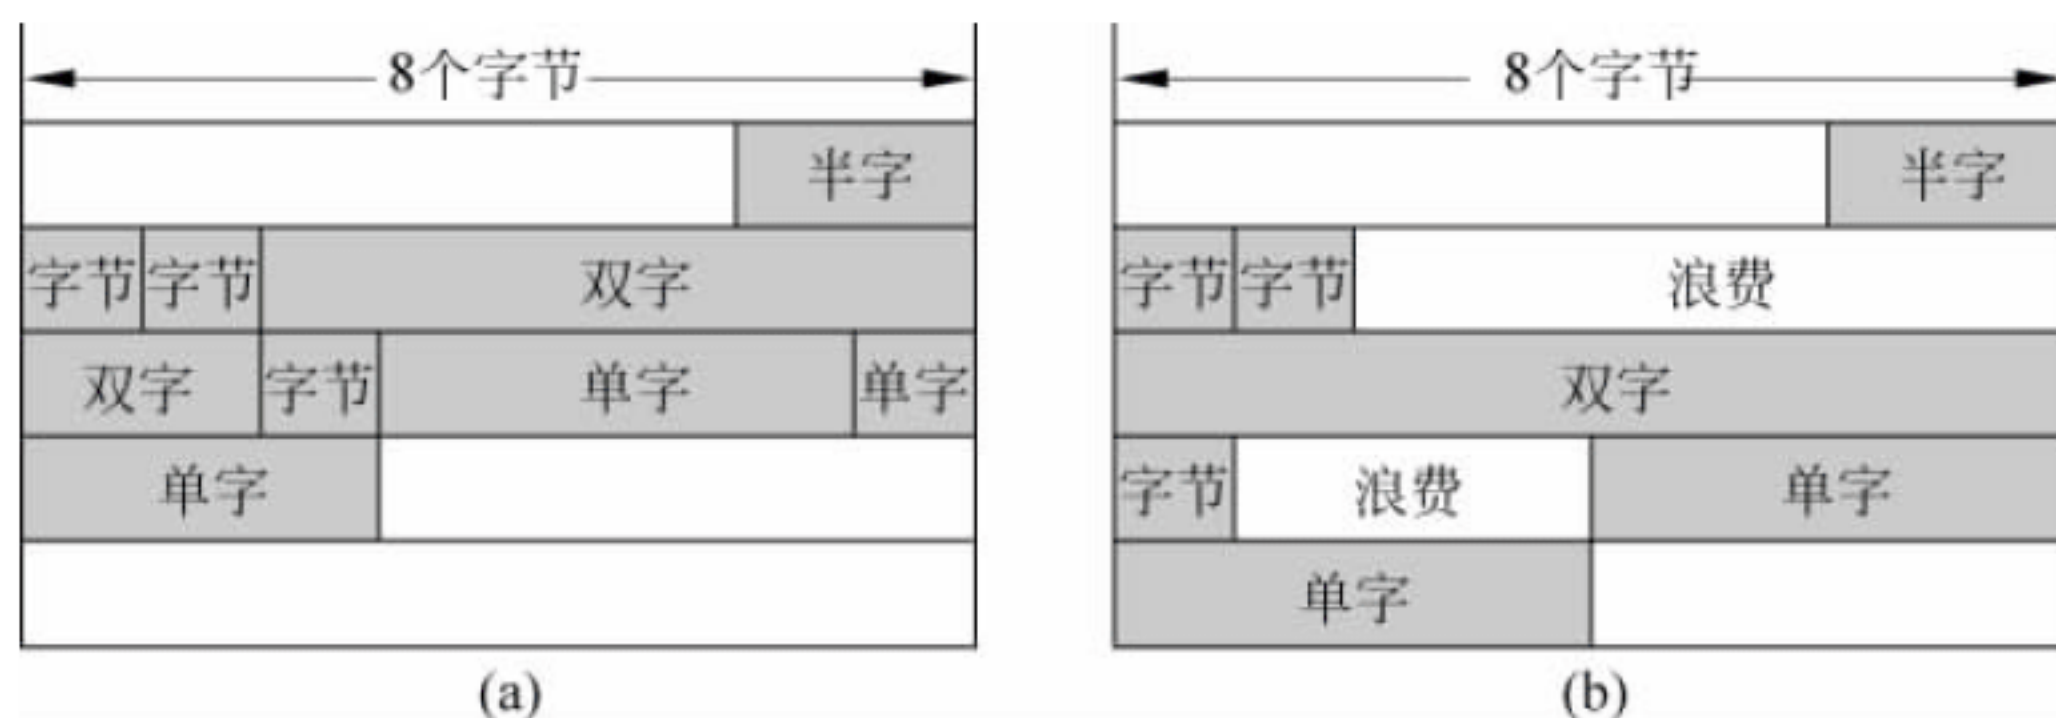 8个字节
半字
字节 字节 双字
双字 字节 单字 单字
单字
(a)
8个字节
半字
字节 字节 浪费
双字
字节 浪费 单字
单字
(b)